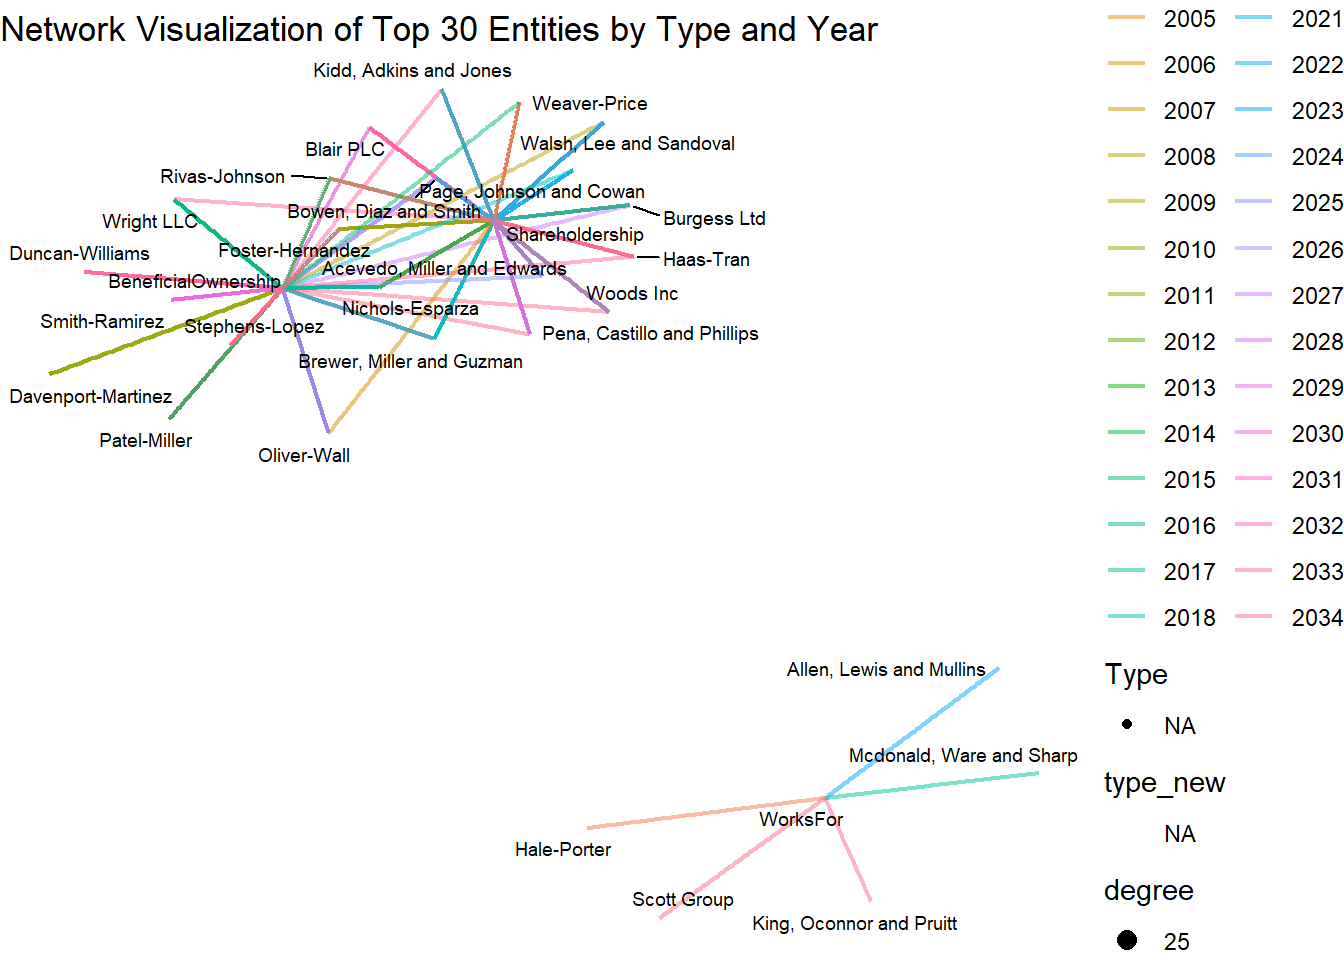 Network Visualization of Top 30 Entities by Type and Year
Kidd, Adkins and Jones
Weaver-Price
Blair PLC
Walsh, Lee and Sandoval
Rivas-Johnson
Page, Johnson and Cowan
Wright LLC
Bowen, Diaz and Smith
Burgess Ltd
Shareholdership
Duncan-Williams
Foster-Hernandez
Haas-Tran
Acevedo, Miller and Edwards
BeneficialOwnership
Woods Inc
Nichols-Esparza
Smith-Ramirez
Stephens-Lopez
Pena, Castillo and Phillips
Brewer, Miller and Guzman
Davenport-Martinez
Patel-Miller
Oliver-Wall
Allen, Lewis and Mullins
Mcdonald, Ware and Sharp
WorksFor
Hale-Porter
Scott Group
King, Oconnor and Pruitt
2005 2021
2006 2022
2007 2023
2008 2024
2009 2025
2010 2026
2011 2027
2012 2028
2013 2029
2014 2030
2015 2031
2016 2032
2017 2033
2018 2034
Type
NA
type_new
NA
degree
25